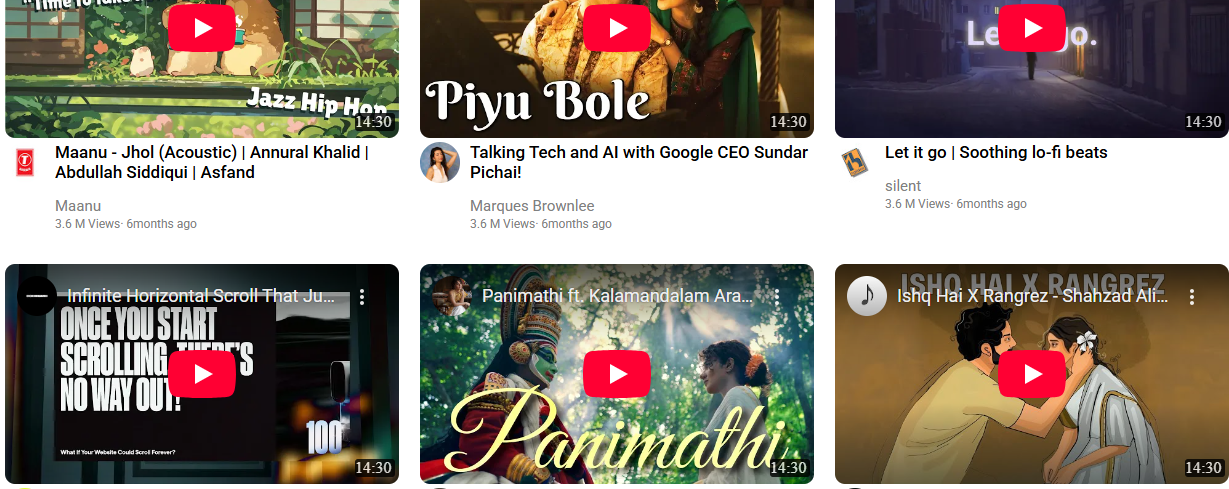 "Time to take
Jazz Hip Hop
14:30
Piyu Bole
14:30
go.
14:30
Maanu - Jhol (Acoustic) | Annural Khalid |
Abdullah Siddiqui | Asfand
Maanu
3.6 M Views· 6months ago
Talking Tech and AI with Google CEO Sundar
Pichai!
Marques Brownlee
3.6 M Views· 6months ago
Let it go | Soothing lo-fi beats
silent
3.6 M Views· 6months ago
Infinite Horizontal Scroll That Ju...
ONCE YOU START
SCROLLING, THERE'S
NO WAY OUT!
100
What If Your Website Could Scroll Forever?
14:30
Panimathi ft. Kalamandalam Ara...
Panimathi
14:30
ISHQ HAI X RANGREZ
Ishq Hai X Rangrez - Shahzad Ali...
14:30